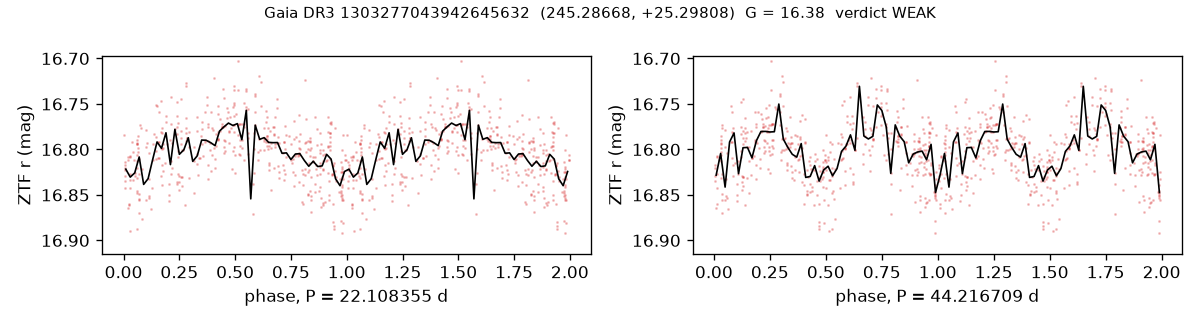 Gaia DR3 1303277043942645632  (245.28668, +25.29808)  G = 16.38  verdict WEAK
ZTF r (mag)
16.70
16.75
16.80
16.85
16.90
0.00 0.25 0.50 0.75 1.00 1.25 1.50 1.75 2.00
phase, P = 22.108355 d
ZTF r (mag)
16.70
16.75
16.80
16.85
16.90
0.00 0.25 0.50 0.75 1.00 1.25 1.50 1.75 2.00
phase, P = 44.216709 d